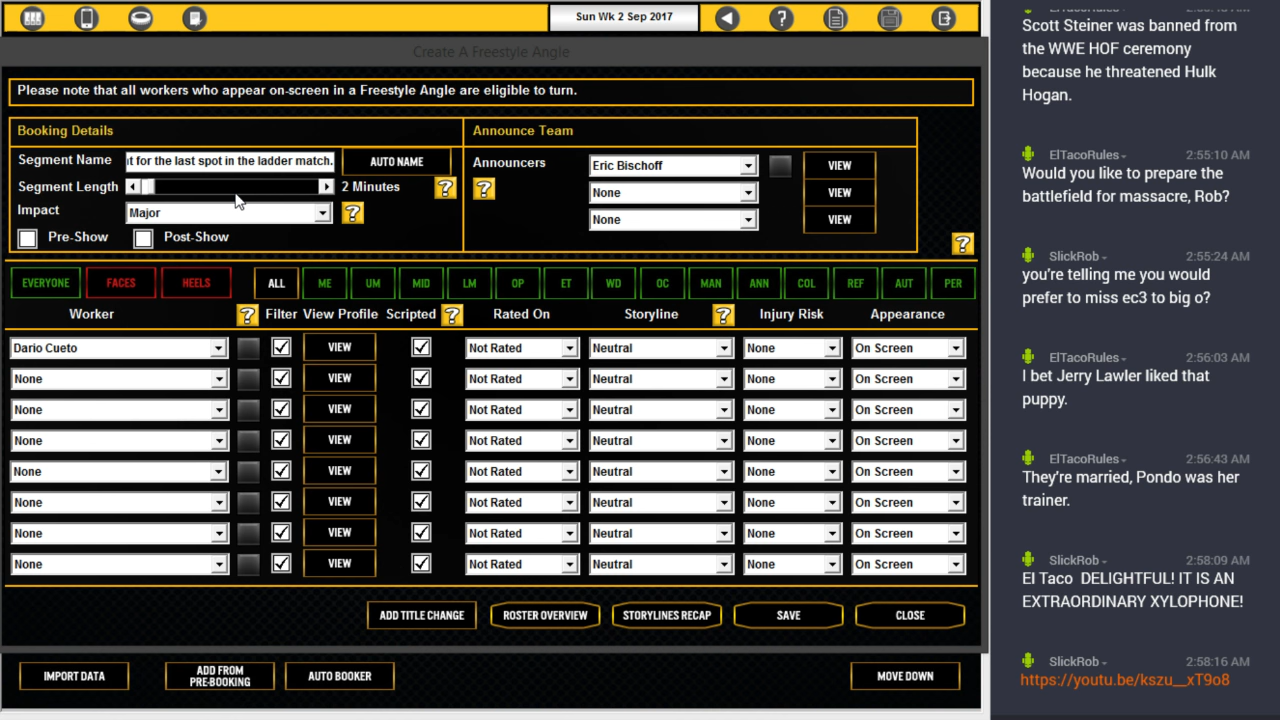 Sun Wk 2 Sep 2017
Create A Freestyle Angle
Please note that all workers who appear on-screen in a Freestyle Angle are eligible to turn.
Booking Details
Segment Name
t for the last spot in the ladder match.
AUTO NAME
Segment Length
2 Minutes
?
Impact
Major
?
Pre-Show
Post-Show
Announce Team
Announchers
?
Eric Bischoff
VIEW
None
VIEW
None
VIEW
?
EVERYONE FACES HEELS ALL ME UM MID LM OP ET WD OC MAN ANN COL REF AUT PER
Worker ? Filter View Profile Scripted ? Rated On Storyline ? Injury Risk Appearance
Dario Cueto VIEW Not Rated Neutral None On Screen
None VIEW Not Rated Neutral None On Screen
None VIEW Not Rated Neutral None On Screen
None VIEW Not Rated Neutral None On Screen
None VIEW Not Rated Neutral None On Screen
None VIEW Not Rated Neutral None On Screen
None VIEW Not Rated Neutral None On Screen
None VIEW Not Rated Neutral None On Screen
ADD TITLE CHANGE ROSTER OVERVIEW STORYLINES RECAP SAVE CLOSE
IMPORT DATA
ADD FROM
PRE-BOOKING
AUTO BOOKER
MOVE DOWN
Scott Steiner was banned from
the WWE HOF ceremony
because he threatened Hulk
Hogan.
ElTacoRules 2:55:10 AM
Would you like to prepare the
battlefield for massacre, Rob?
SlickRob 2:55:24 AM
you're telling me you would
prefer to miss ec3 to big o?
ElTacoRules 2:56:03 AM
I bet Jerry Lawler liked that
puppy.
ElTacoRules 2:56:43 AM
They're married, Pondo was her
trainer.
SlickRob 2:58:09 AM
El Taco DELIGHTFUL! IT IS AN
EXTRAORDINARY XYLOPHONE!
SlickRob 2:58:16 AM
https://youtu.be/kszu__xT9o8